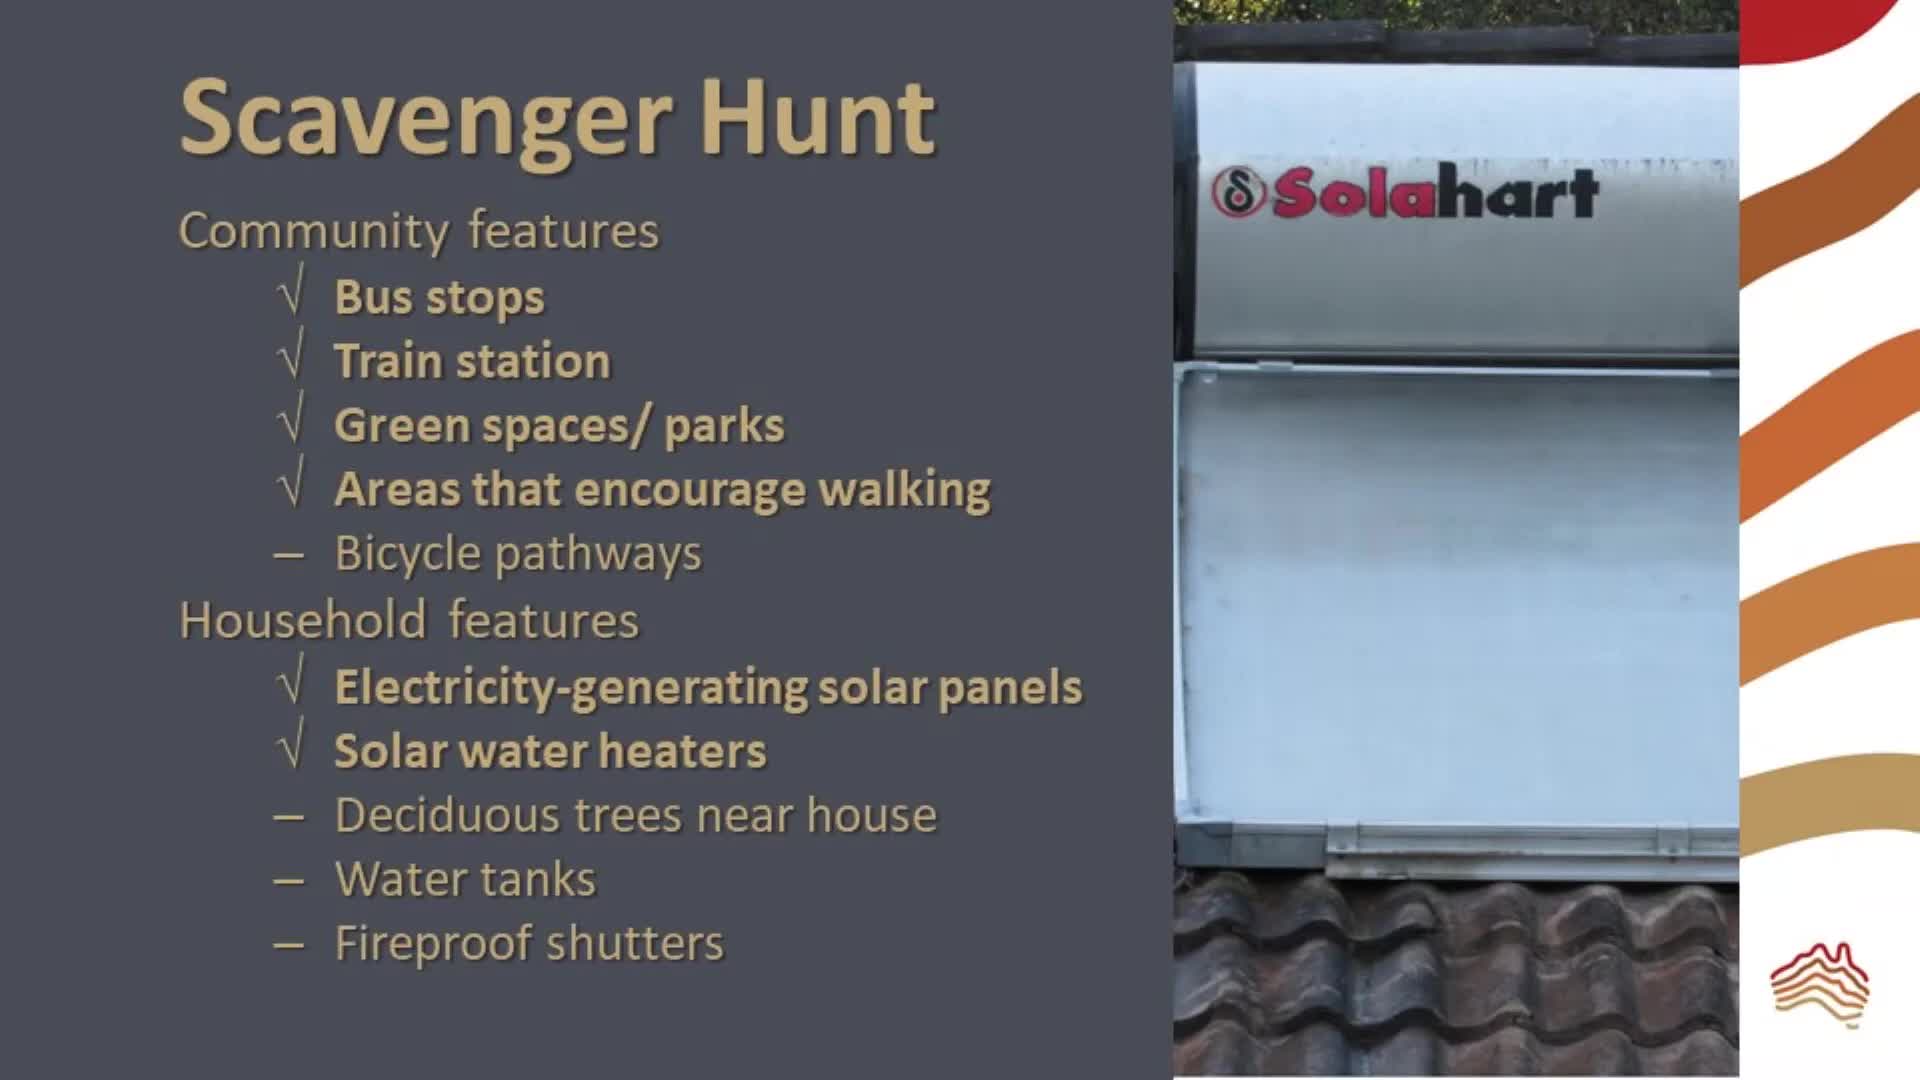 Scavenger Hunt
Community features
√ Bus stops
√ Train station
√ Green spaces/ parks
√ Areas that encourage walking
– Bicycle pathways
Household features
√ Electricity-generating solar panels
√ Solar water heaters
– Deciduous trees near house
– Water tanks
– Fireproof shutters
Solahart